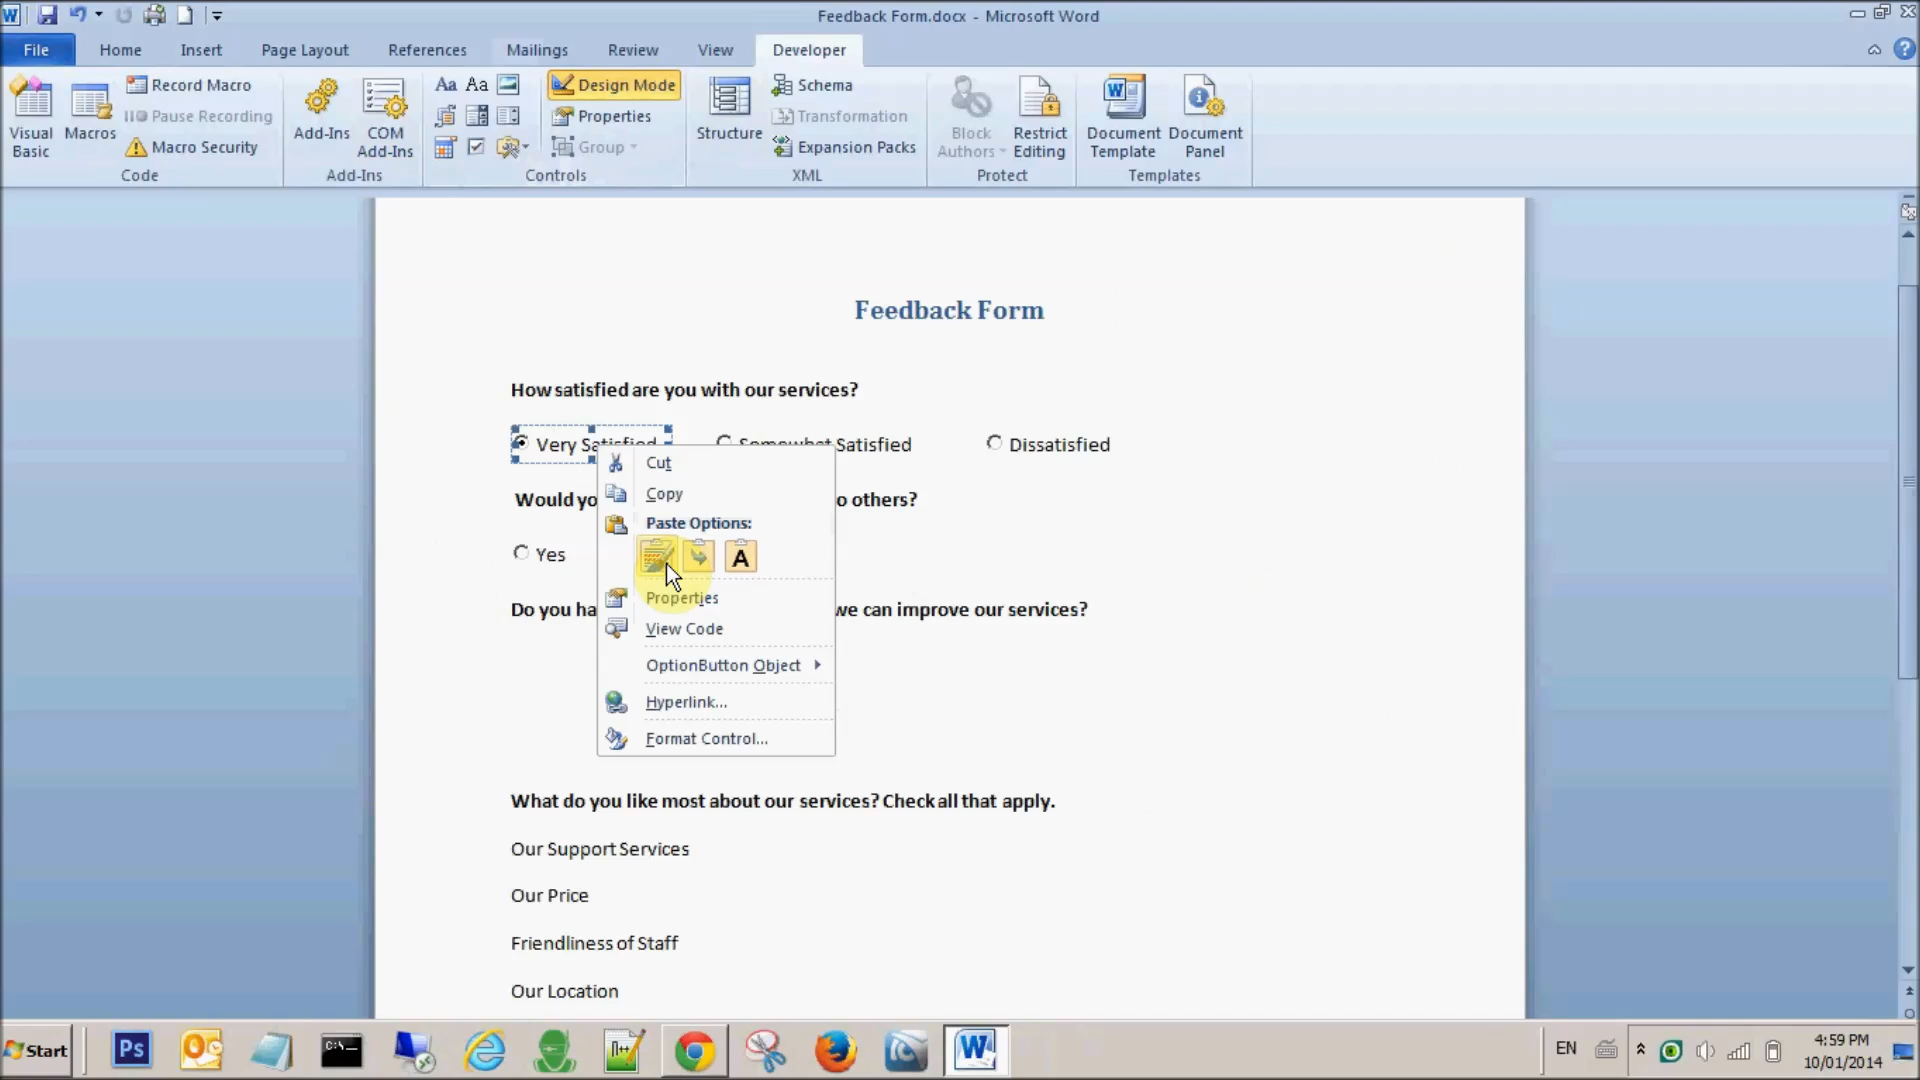 Feedback Form.docx - Microsoft Word
File Home Insert Page Layout References Mailings Review View Developer
Visual Basic
Macros
Record Macro
Pause Recording
Macro Security
Code
Add-Ins
COM Add-Ins
Add-Ins
Aa Aa
Design Mode
Properties
Group
Controls
Structure
Schema
Transformation
Expansion Packs
XML
Block Authors
Restrict Editing
Protect
Document Template
Document Panel
Templates
Feedback Form
How satisfied are you with our services?
Very Satisfied Somewhat Satisfied Dissatisfied
Would yo
o others?
Yes
Do you ha
we can improve our services?
Cut
Copy
Paste Options:
A
Properties
View Code
OptionButton Object
Hyperlink...
Format Control...
What do you like most about our services? Check all that apply.
Our Support Services
Our Price
Friendliness of Staff
Our Location
Start
Ps
C:\
n++
W
EN
4:59 PM
10/01/2014